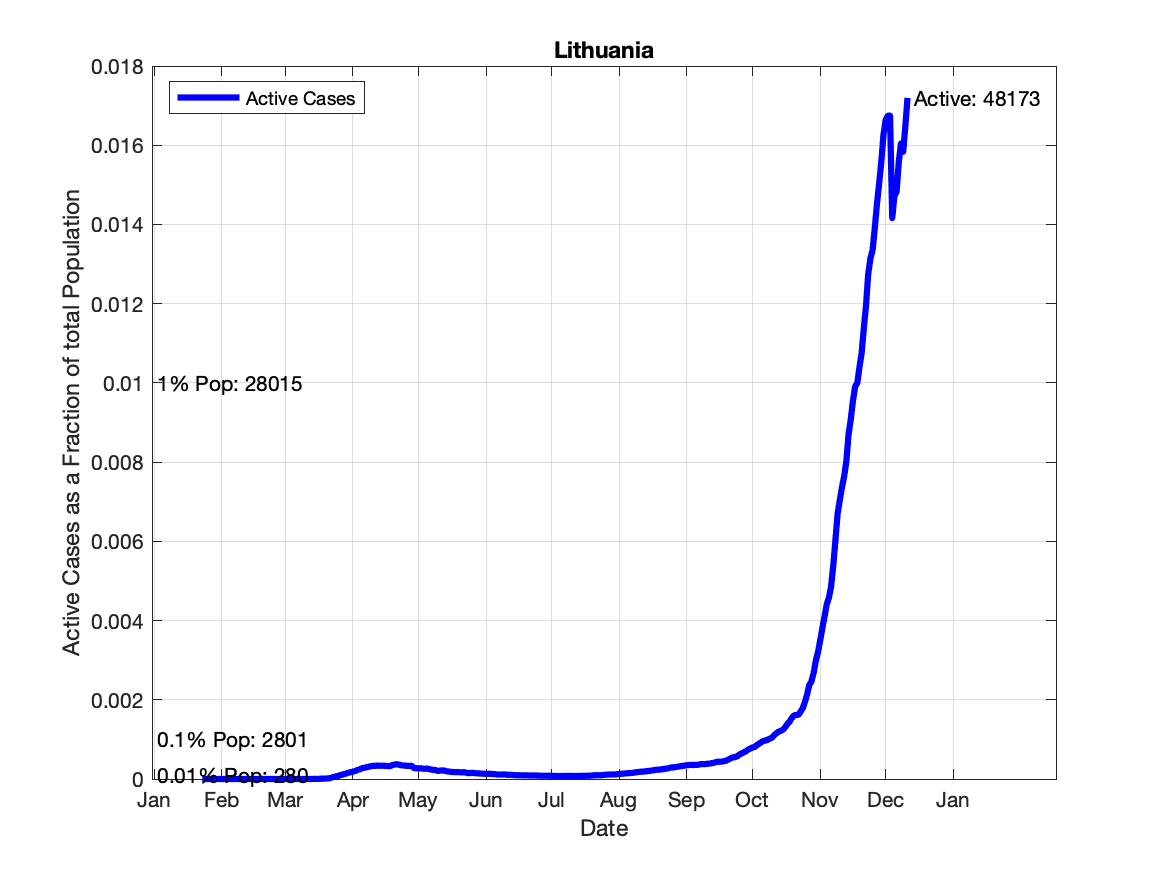 Lithuania
0.018
Active Cases
Active: 48173
0.016
0.014
0.012
0.01
1% Pop: 28015
0.008
0.006
0.004
0.002
0.1% Pop: 2801
0
0.01% Pop: 280
Jan Feb Mar Apr May Jun Jul Aug Sep Oct Nov Dec Jan
Date
Active Cases as a Fraction of total Population